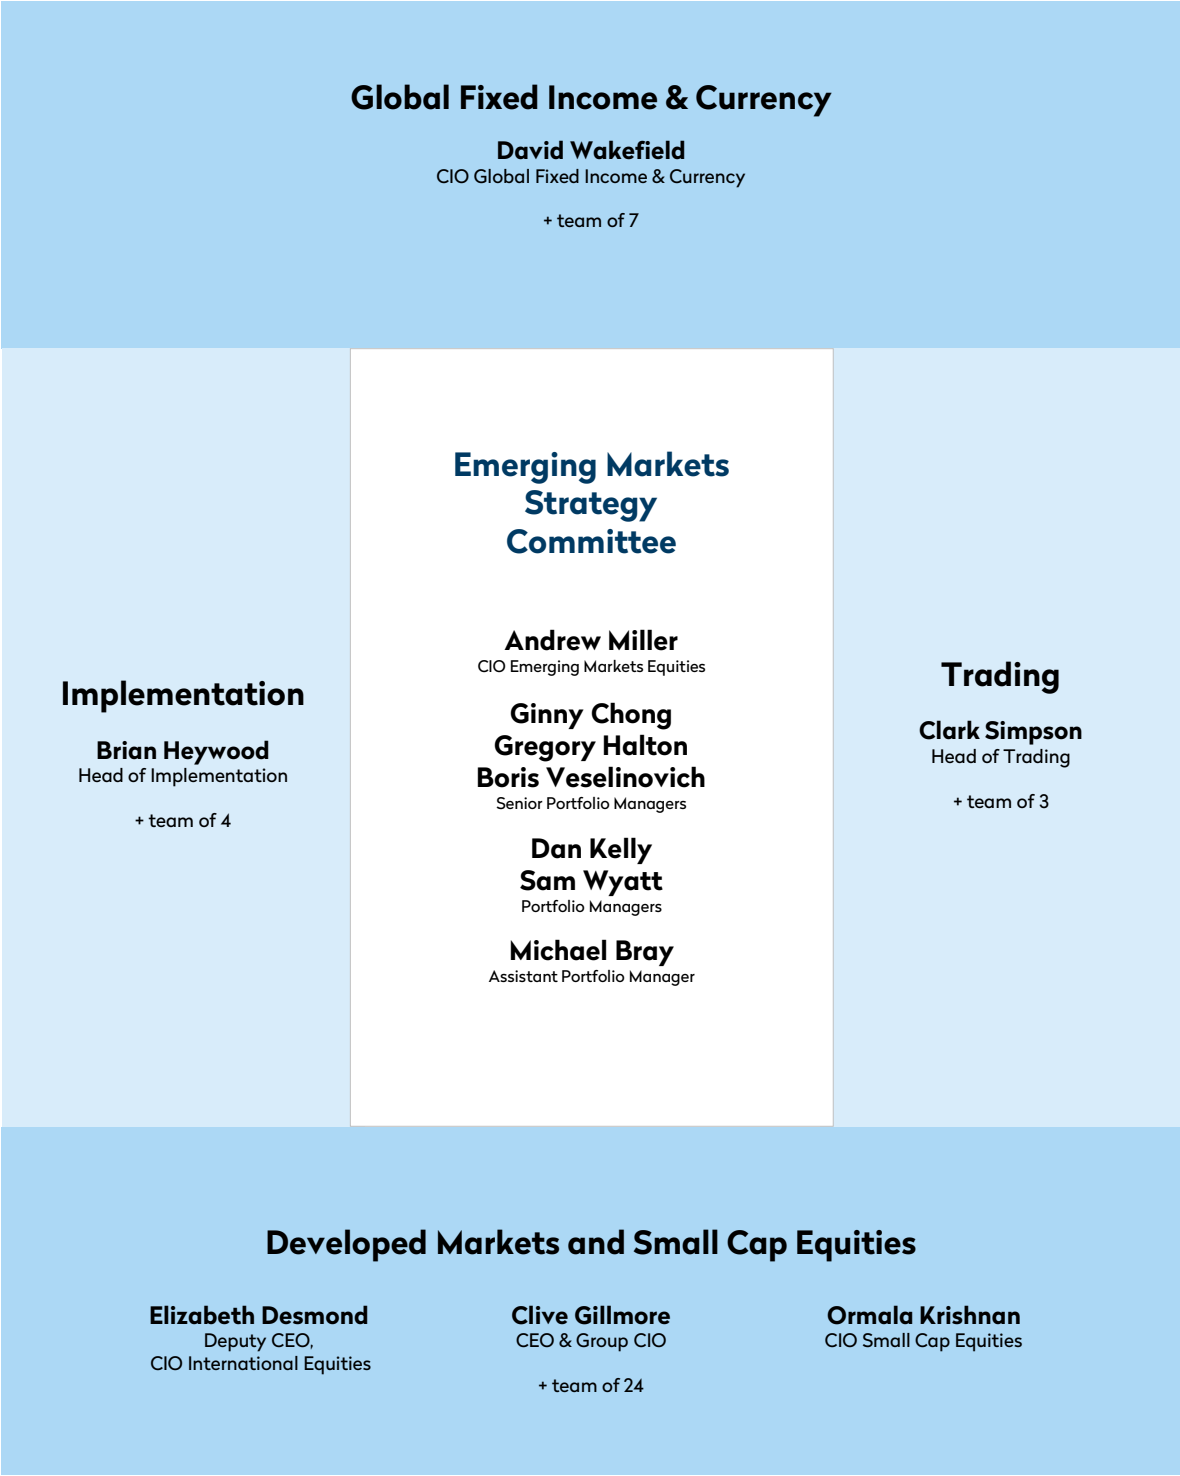 Global Fixed Income & Currency
David Wakefield
CIO Global Fixed Income & Currency
+ team of 7
Implementation
Brian Heywood
Head of Implementation
+ team of 4
Emerging Markets
Strategy
Committee
Andrew Miller
CIO Emerging Markets Equities
Ginny Chong
Gregory Halton
Boris Veselinovich
Senior Portfolio Managers
Dan Kelly
Sam Wyatt
Portfolio Managers
Michael Bray
Assistant Portfolio Manager
Trading
Clark Simpson
Head of Trading
+ team of 3
Developed Markets and Small Cap Equities
Elizabeth Desmond
Deputy CEO,
CIO International Equities
Clive Gillmore
CEO & Group CIO
+ team of 24
Ormala Krishnan
CIO Small Cap Equities